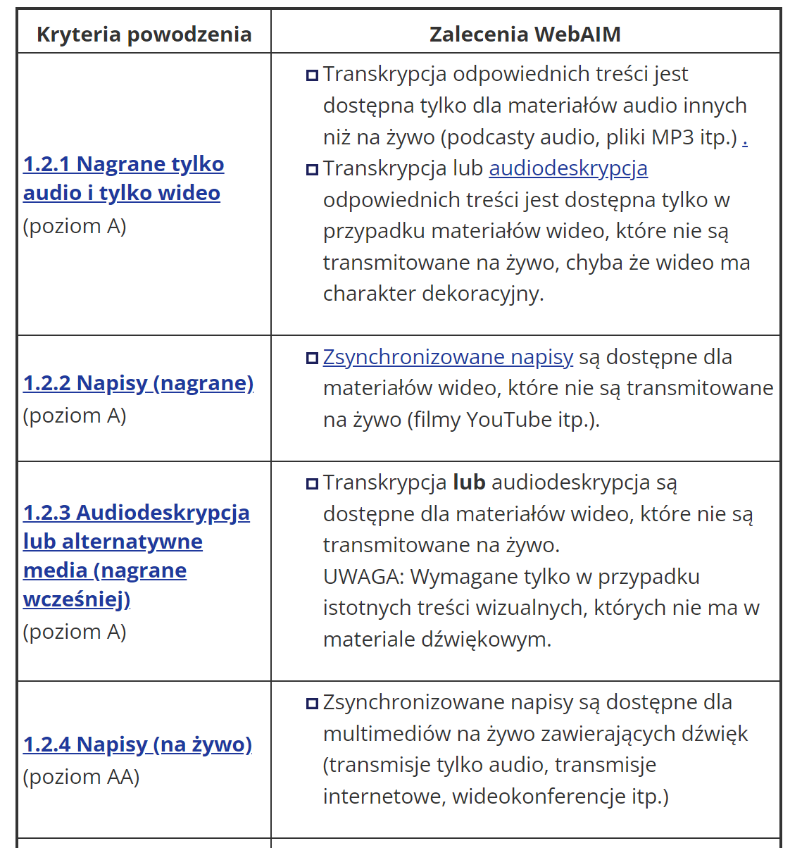 Kryteria powodzenia
Zalecenia WebAIM
1.2.1 Nagrane tylko
audio i tylko wideo
(poziom A)
Transkrypcja odpowiednich treści jest
dostępna tylko dla materiałów audio innych
niż na żywo (podcasty audio, pliki MP3 itp.) .
Transkrypcja lub audiodeskrypcja
odpowiednich treści jest dostępna tylko w
przypadku materiałów wideo, które nie są
transmitowane na żywo, chyba że wideo ma
charakter dekoracyjny.
1.2.2 Napisy (nagrane)
(poziom A)
Zsynchronizowane napisy są dostępne dla
materiałów wideo, które nie są transmitowane
na żywo (filmy YouTube itp.).
1.2.3 Audiodeskrypcja
lub alternatywne
media (nagrane
wcześniej)
(poziom A)
Transkrypcja lub audiodeskrypcja są
dostępne dla materiałów wideo, które nie są
transmitowane na żywo.
UWAGA: Wymagane tylko w przypadku
istotnych treści wizualnych, których nie ma w
materiale dźwiękowym.
1.2.4 Napisy (na żywo)
(poziom AA)
Zsynchronizowane napisy są dostępne dla
multimediów na żywo zawierających dźwięk
(transmisje tylko audio, transmisje
internetowe, wideokonferencje itp.)